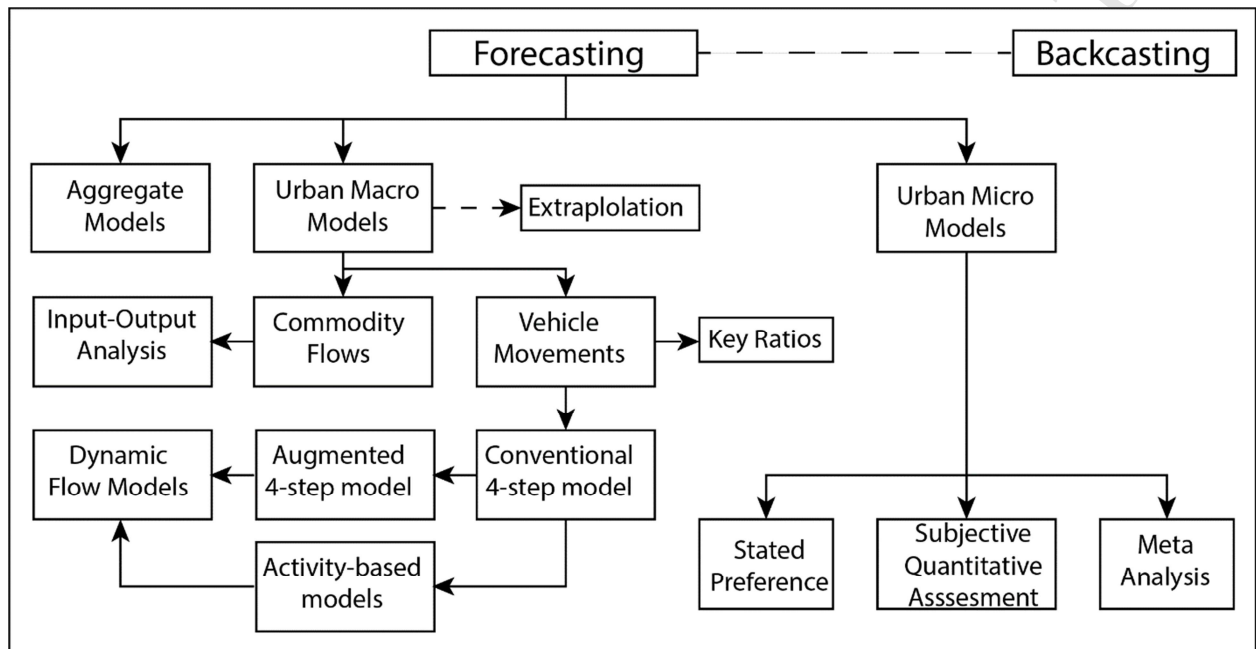 Forecasting
Backcasting
Aggregate
Models
Urban Macro
Models
Extraplolation
Urban Micro
Models
Input-Output
Analysis
Commodity
Flows
Vehicle
Movements
Key Ratios
Dynamic
Flow Models
Augmented
4-step model
Conventional
4-step model
Activity-based
models
Stated
Preference
Subjective
Quantitative
Asssesment
Meta
Analysis